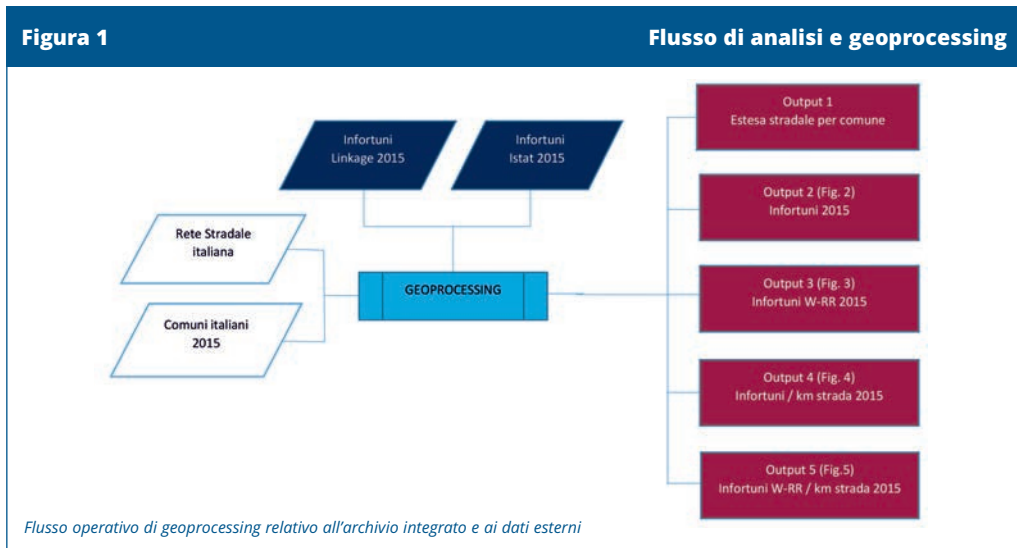 Figura 1
Flusso di analisi e geoprocessing
Infortuni
Linkage 2015
Infortuni
Istat 2015
Rete Stradale
italiana
Comuni italiani
2015
GEOPROCESSING
Output 1
Estesa stradale per comune
Output 2 (Fig. 2)
Infortuni 2015
Output 3 (Fig. 3)
Infortuni W-RR 2015
Output 4 (Fig. 4)
Infortuni / km strada 2015
Output 5 (Fig.5)
Infortuni W-RR / km strada 2015
Flusso operativo di geoprocessing relativo all'archivio integrato e ai dati esterni